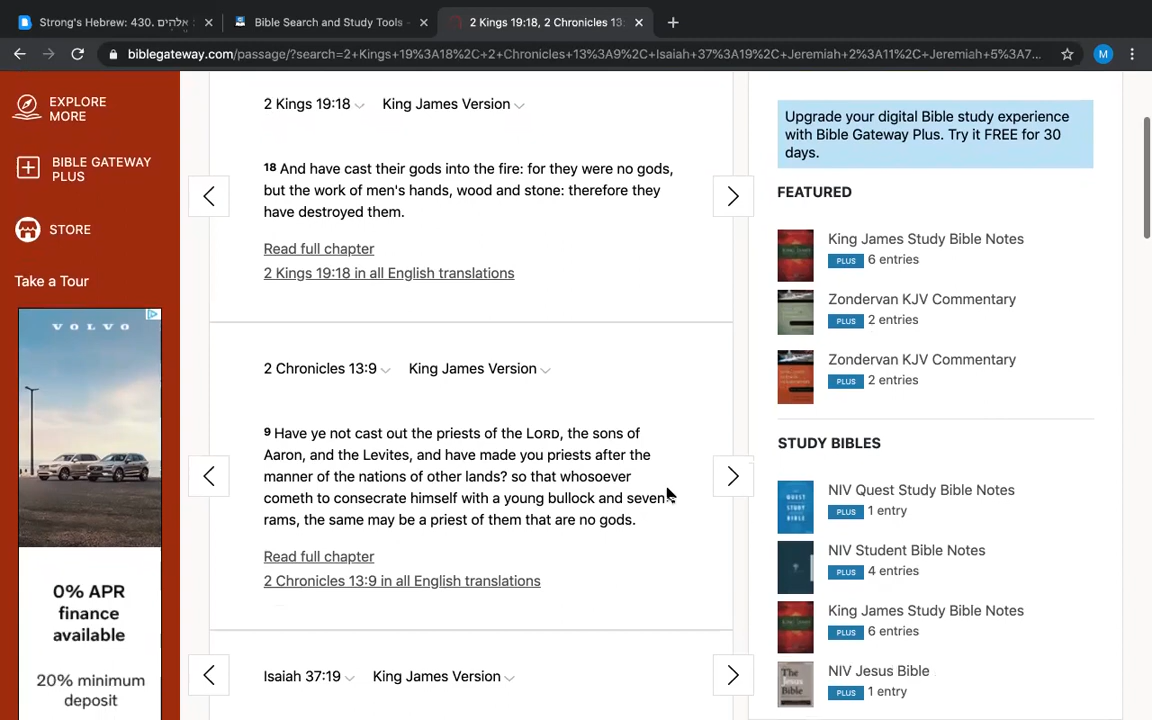 Strong's Hebrew: 430. אֱלֹהִים
Bible Search and Study Tools -
2 Kings 19:18, 2 Chronicles 13:
biblegateway.com/passage/?search=2+Kings+19%3A18%2C+2+Chronicles+13%3A9%2C+Isaiah+37%3A19%2C+Jeremiah+2%3A11%2C+Jeremiah+5%3A7...
M
EXPLORE
MORE
BIBLE GATEWAY
PLUS
STORE
Take a Tour
VOLVO
0% APR
finance
available
20% minimum
deposit
2 Kings 19:18 King James Version
18 And have cast their gods into the fire: for they were no gods,
but the work of men's hands, wood and stone: therefore they
have destroyed them.
Read full chapter
2 Kings 19:18 in all English translations
2 Chronicles 13:9 King James Version
9 Have ye not cast out the priests of the LORD, the sons of
Aaron, and the Levites, and have made you priests after the
manner of the nations of other lands? so that whosoever
cometh to consecrate himself with a young bullock and seven
rams, the same may be a priest of them that are no gods.
Read full chapter
2 Chronicles 13:9 in all English translations
Isaiah 37:19 King James Version
Upgrade your digital Bible study experience
with Bible Gateway Plus. Try it FREE for 30
days.
FEATURED
King James Study Bible Notes
PLUS 6 entries
Zondervan KJV Commentary
PLUS 2 entries
Zondervan KJV Commentary
PLUS 2 entries
STUDY BIBLES
NIV Quest Study Bible Notes
PLUS 1 entry
NIV Student Bible Notes
PLUS 4 entries
King James Study Bible Notes
PLUS 6 entries
NIV Jesus Bible
PLUS 1 entry